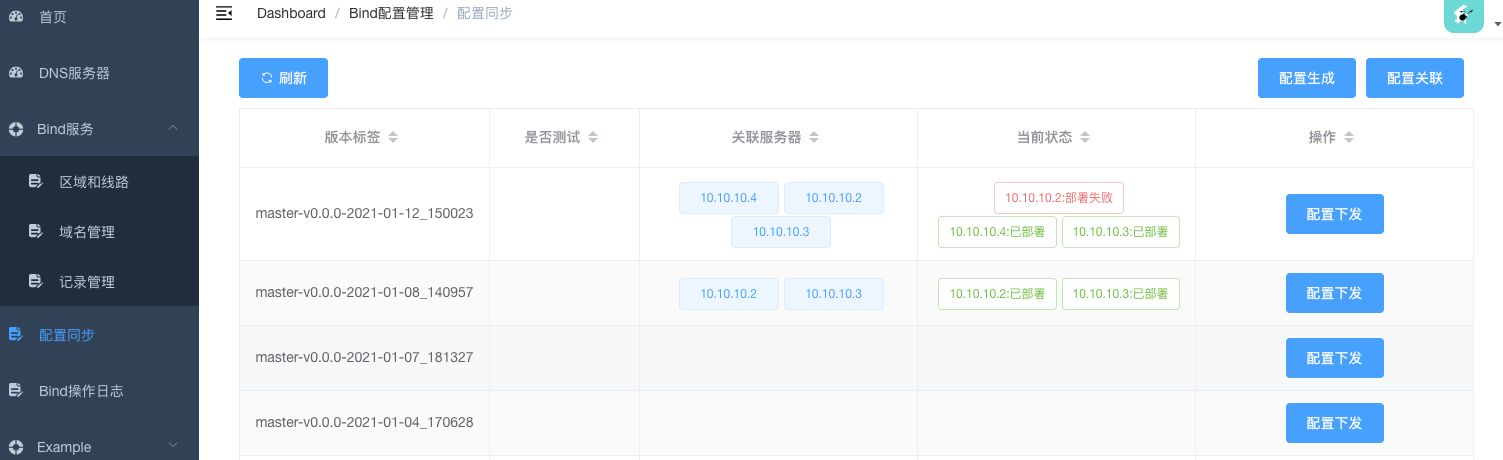 首页
DNS服务器
Bind服务
区域和线路
域名管理
记录管理
配置同步
Bind操作日志
Example
Dashboard / Bind配置管理 / 配置同步
刷新 配置生成 配置关联
版本标签 是否测试 关联服务器 当前状态 操作
master-v0.0.0-2021-01-12_150023
10.10.10.4 10.10.10.2
10.10.10.3
10.10.10.2:部署失败
10.10.10.4:已部署 10.10.10.3:已部署
配置下发
master-v0.0.0-2021-01-08_140957 10.10.10.2 10.10.10.3 10.10.10.2:已部署 10.10.10.3:已部署 配置下发
master-v0.0.0-2021-01-07_181327 配置下发
master-v0.0.0-2021-01-04_170628 配置下发